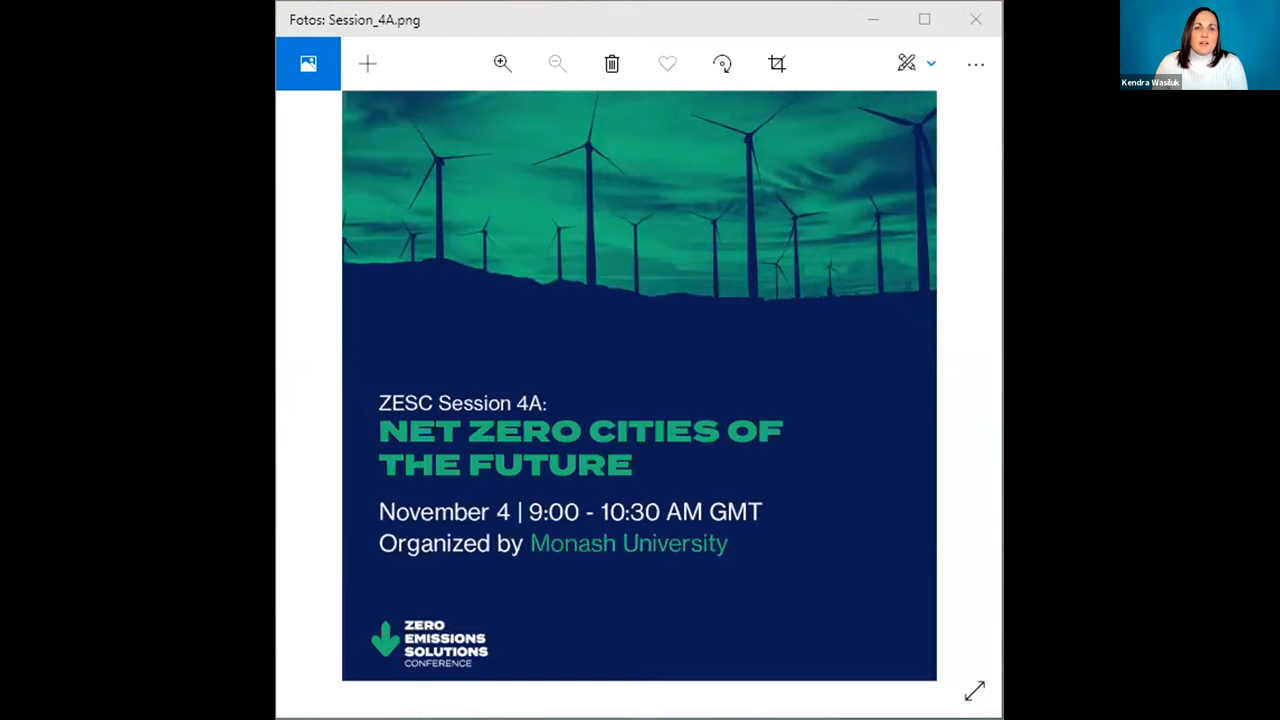 Fotos: Session_4A.png
Kendra Wasiluk
ZESC Session 4A:
NET ZERO CITIES OF
THE FUTURE
November 4 | 9:00 - 10:30 AM GMT
Organized by Monash University
ZERO
EMISSIONS
SOLUTIONS
CONFERENCE